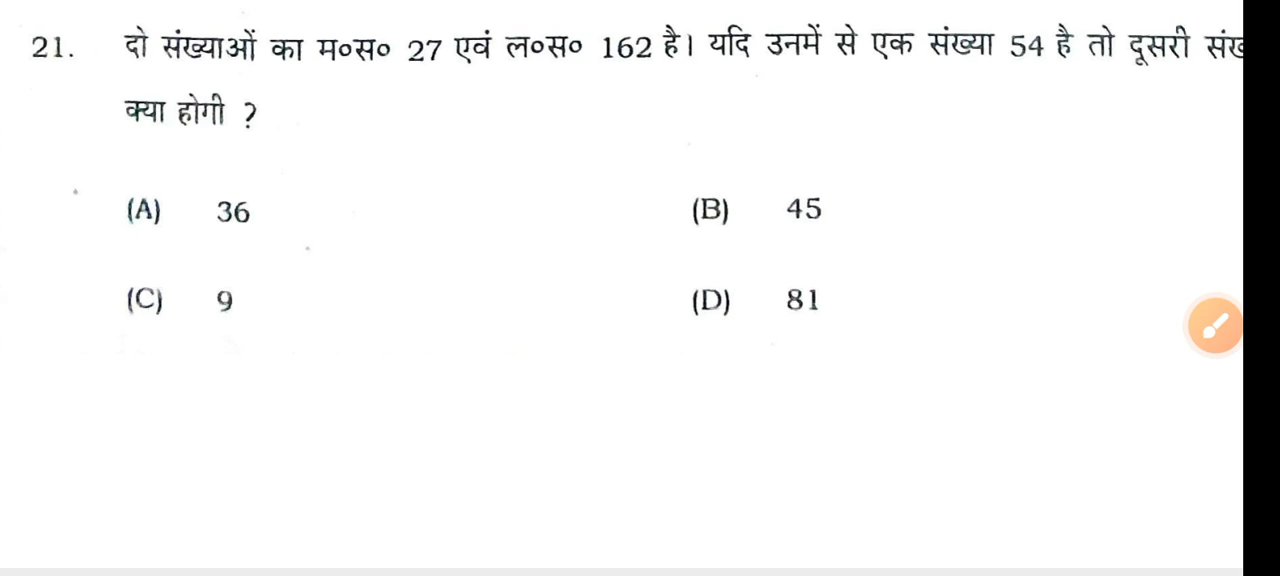 21. दो संख्याओं का म०स० 27 एवं ल०स० 162 है। यदि उनमें से एक संख्या 54 है तो दूसरी
क्या होगी ?
(A) 36 (B) 45
(C) 9 (D) 81